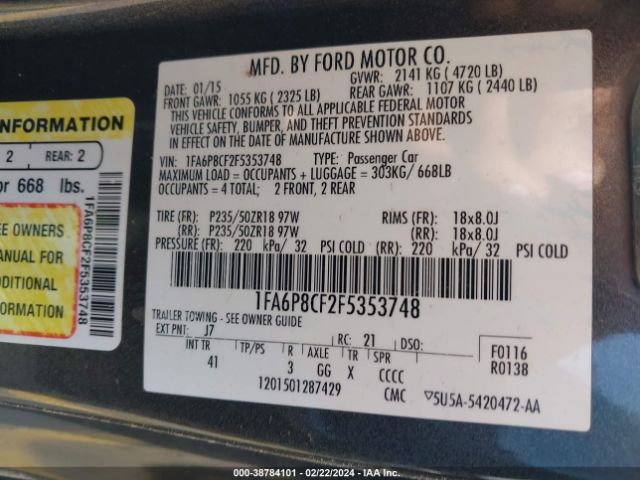 MFD. BY FORD MOTOR CO.
DATE: 01/15
GVWR: 2141 KG ( 4720 LB)
FRONT GAWR: 1055 KG ( 2325 LB)
REAR GAWR: 1107 KG ( 2440 LB)
THIS VEHICLE CONFORMS TO ALL APPLICABLE FEDERAL MOTOR
VEHICLE SAFETY, BUMPER, AND THEFT PREVENTION STANDARDS
IN EFFECT ON THE DATE OF MANUFACTURE SHOWN ABOVE.
VIN: 1FA6P8CF2F5353748 TYPE: Passenger Car
MAXIMUM LOAD = OCCUPANTS + LUGGAGE = 303KG/ 668LB
OCCUPANTS = 4 TOTAL; 2 FRONT, 2 REAR
TIRE (FR): P235/50ZR18 97W RIMS (FR): 18x8.0J
(RR): P235/50ZR18 97W (RR): 18x8.0J
PRESSURE (FR): 220 kPa/ 32 PSI COLD (RR): 220 kPa/ 32 PSI COLD
1FA6P8CF2F5353748
TRAILER TOWING - SEE OWNER GUIDE
EXT PNT: J7 RC: 21 DSO:
INT TR TP/PS R AXLE TR SPR
41 3 GG X CCCC
F0116
R0138
1201501287429 CMC ▽5U5A-5420472-AA
INFORMATION
2 REAR: 2
or 668 lbs.
EE OWNERS
MANUAL
FOR
ADDITIONAL
FORMATION
1FA6P8CF2F5353748
000-38784101 - 02/22/2024 - IAA Inc.